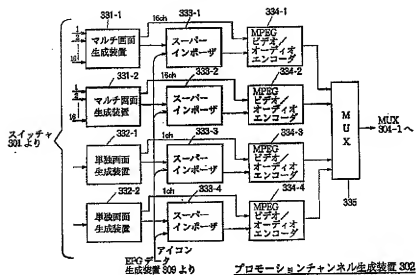 331-1
マルチ画面
生成装置
1
2
16
16ch
333-1
スーパー
インポーザ
334-1
MPEG
ビデオ/
オーディオ
エンコーダ
331-2
マルチ画面
生成装置
1
2
16
16ch
333-2
スーパー
インポーザ
334-2
MPEG
ビデオ/
オーディオ
エンコーダ
スイッチャ
301より
332-1
単独画面
生成装置
1ch
333-3
スーパー
インポーザ
334-3
MPEG
ビデオ/
オーディオ
エンコーダ
332-2
単独画面
生成装置
1ch
333-4
スーパー
インポーザ
334-4
MPEG
ビデオ/
オーディオ
エンコーダ
MUX
335
MUX
304-1へ
アイコン
EPGデータ
生成装置309より
プロモーションチャンネル生成装置 302